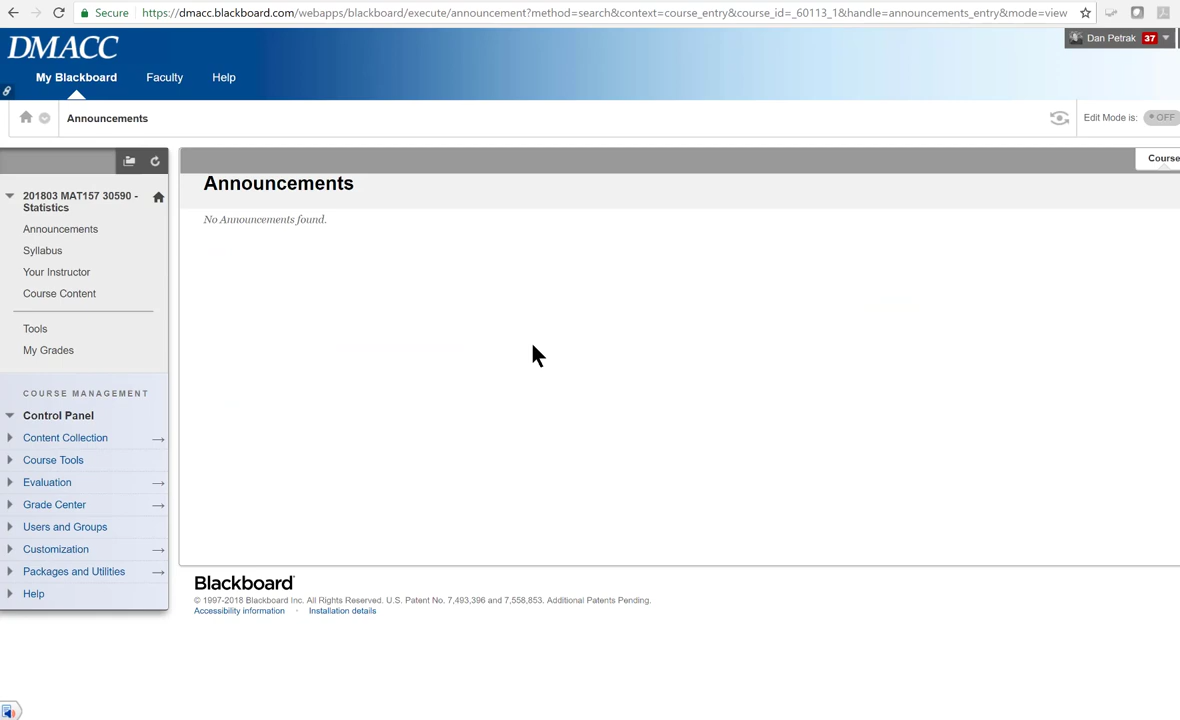 Secure
https://dmacc.blackboard.com/webapps/blackboard/execute/announcement?method=search&context=course_entry&course_id=_60113_1&handle=announcements_entry&mode=view
DMACC
Dan Petrak 37
My Blackboard Faculty Help
Announcements
Edit Mode is: OFF
Course
201803 MAT157 30590 -
Statistics
Announcements
Syllabus
Your Instructor
Course Content
Tools
My Grades
COURSE MANAGEMENT
Control Panel
Content Collection
Course Tools
Evaluation
Grade Center
Users and Groups
Customization
Packages and Utilities
Help
Announcements
No Announcements found.
Blackboard
© 1997-2018 Blackboard Inc. All Rights Reserved. U.S. Patent No. 7,493,396 and 7,558,853. Additional Patents Pending.
Accessibility information · Installation details